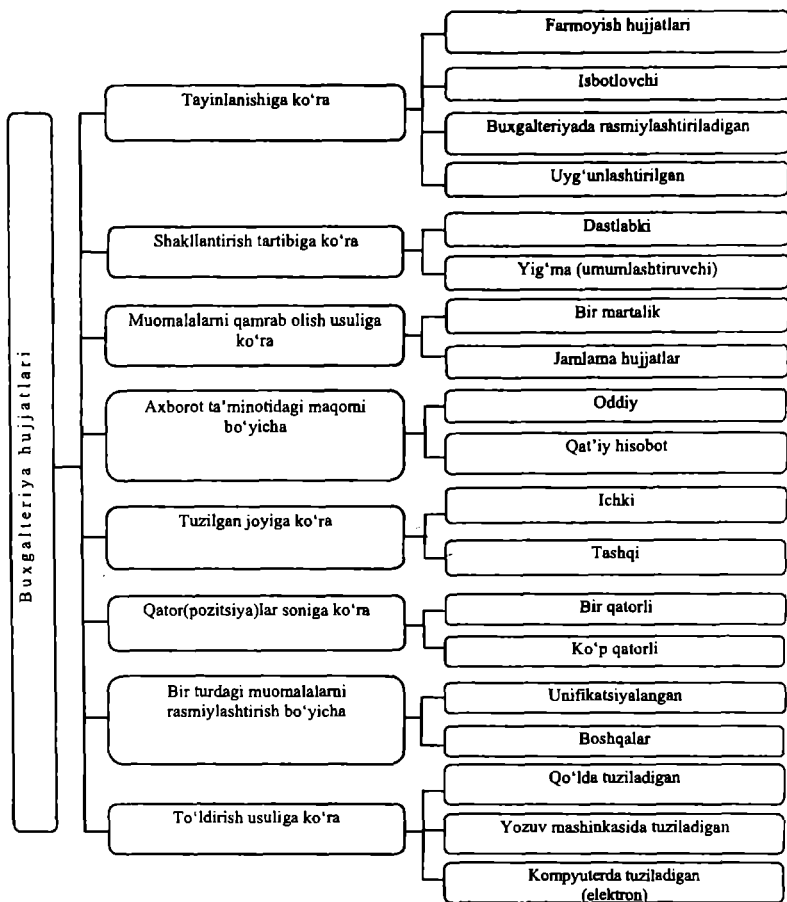 Buxgalteriya hujjatlari
Tayinlanishiga ko‘ra
Farmoyish hujjatlari
Isbotlovchi
Buxgalteriyada rasmiylashtiriladigan
Uyg‘unlashtirilgan
Shakllantirish tartibiga ko‘ra
Dastlabki
Yig‘ma (umumlashtiruvchi)
Muomalalarni qamrab olish usuliga
ko‘ra
Bir martalik
Jamlama hujjatlar
Axborot ta’minotidagi maqomi
bo‘yicha
Oddiy
Qat’iy hisobot
Tuzilgan joyiga ko‘ra
Ichki
Tashqi
Qator(pozitsiya)lar soniga ko‘ra
Bir qatorli
Ko‘p qatorli
Bir turdagi muomalalarni
rasmiylashtirish bo‘yicha
Unifikatsiyalangan
Boshqalar
To‘ldirish usuliga ko‘ra
Qo‘lda tuziladigan
Yozuv mashinkasida tuziladigan
Kompyuterda tuziladigan
(elektron)